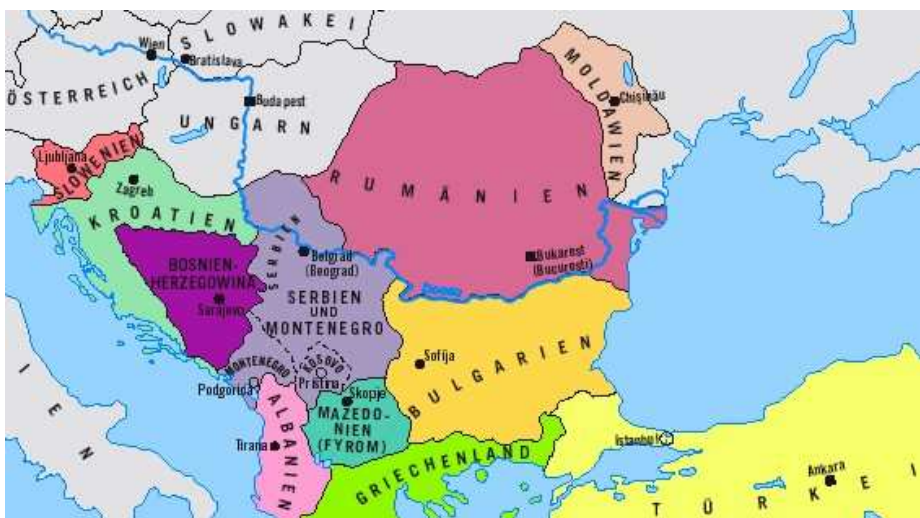 SLOWAKEI
Wien
Bratislava
ÖSTERREICH
Budapest
UNGARN
MOLDAWIEN
Chişinău
Ljubljana
SLOWENIEN
Zagreb
KROATIEN
RUMÄNIEN
BOSNIEN-
HERZEGOWINA
Sarajevo
SERBIEN
Belgrad
(Beograd)
SERBIEN
UND
MONTENEGRO
Bukarest
(Bucureşti)
Donau
MONTENEGRO
KOSOVO
Podgorica
Priština
Skopje
Sofija
BULGARIEN
MAZEDO-
NIEN
(FYROM)
Tirana
ALBANIEN
GRIECHENLAND
Istanbul
Ankara
TÜRKEI
IEN